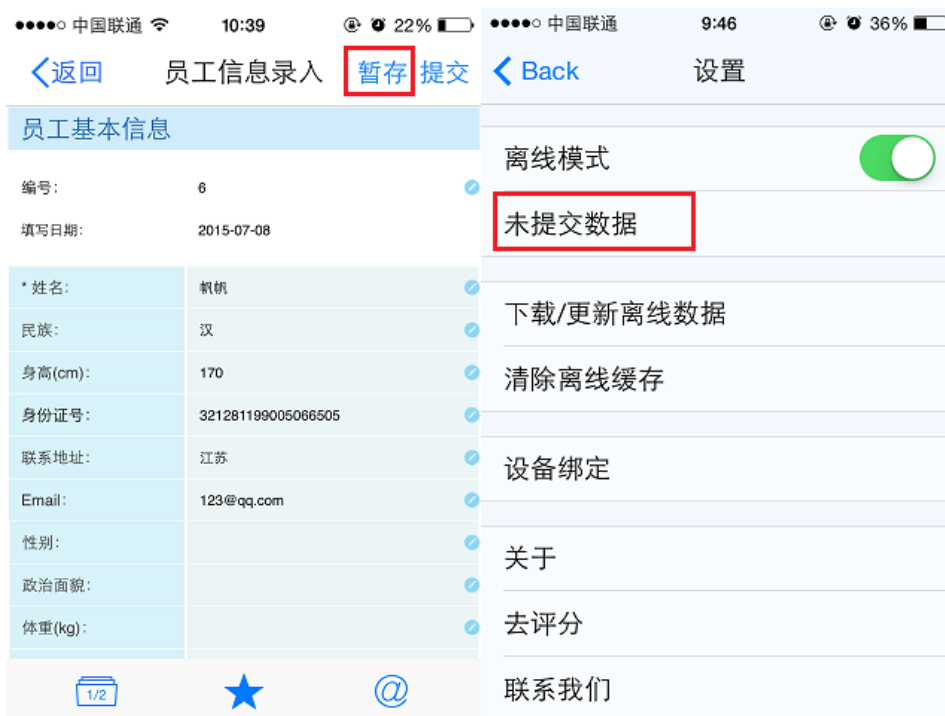 中国联通 10:39 22%
返回 员工信息录入 暂存 提交
员工基本信息
编号: 6
填写日期: 2015-07-08
* 姓名: 帆帆
民族: 汉
身高(cm): 170
身份证号: 321281199005066505
联系地址: 江苏
Email: 123@qq.com
性别:
政治面貌:
体重(kg):
1/2
@
中国联通 9:46 36%
Back 设置
离线模式
未提交数据
下载/更新离线数据
清除离线缓存
设备绑定
关于
去评分
联系我们